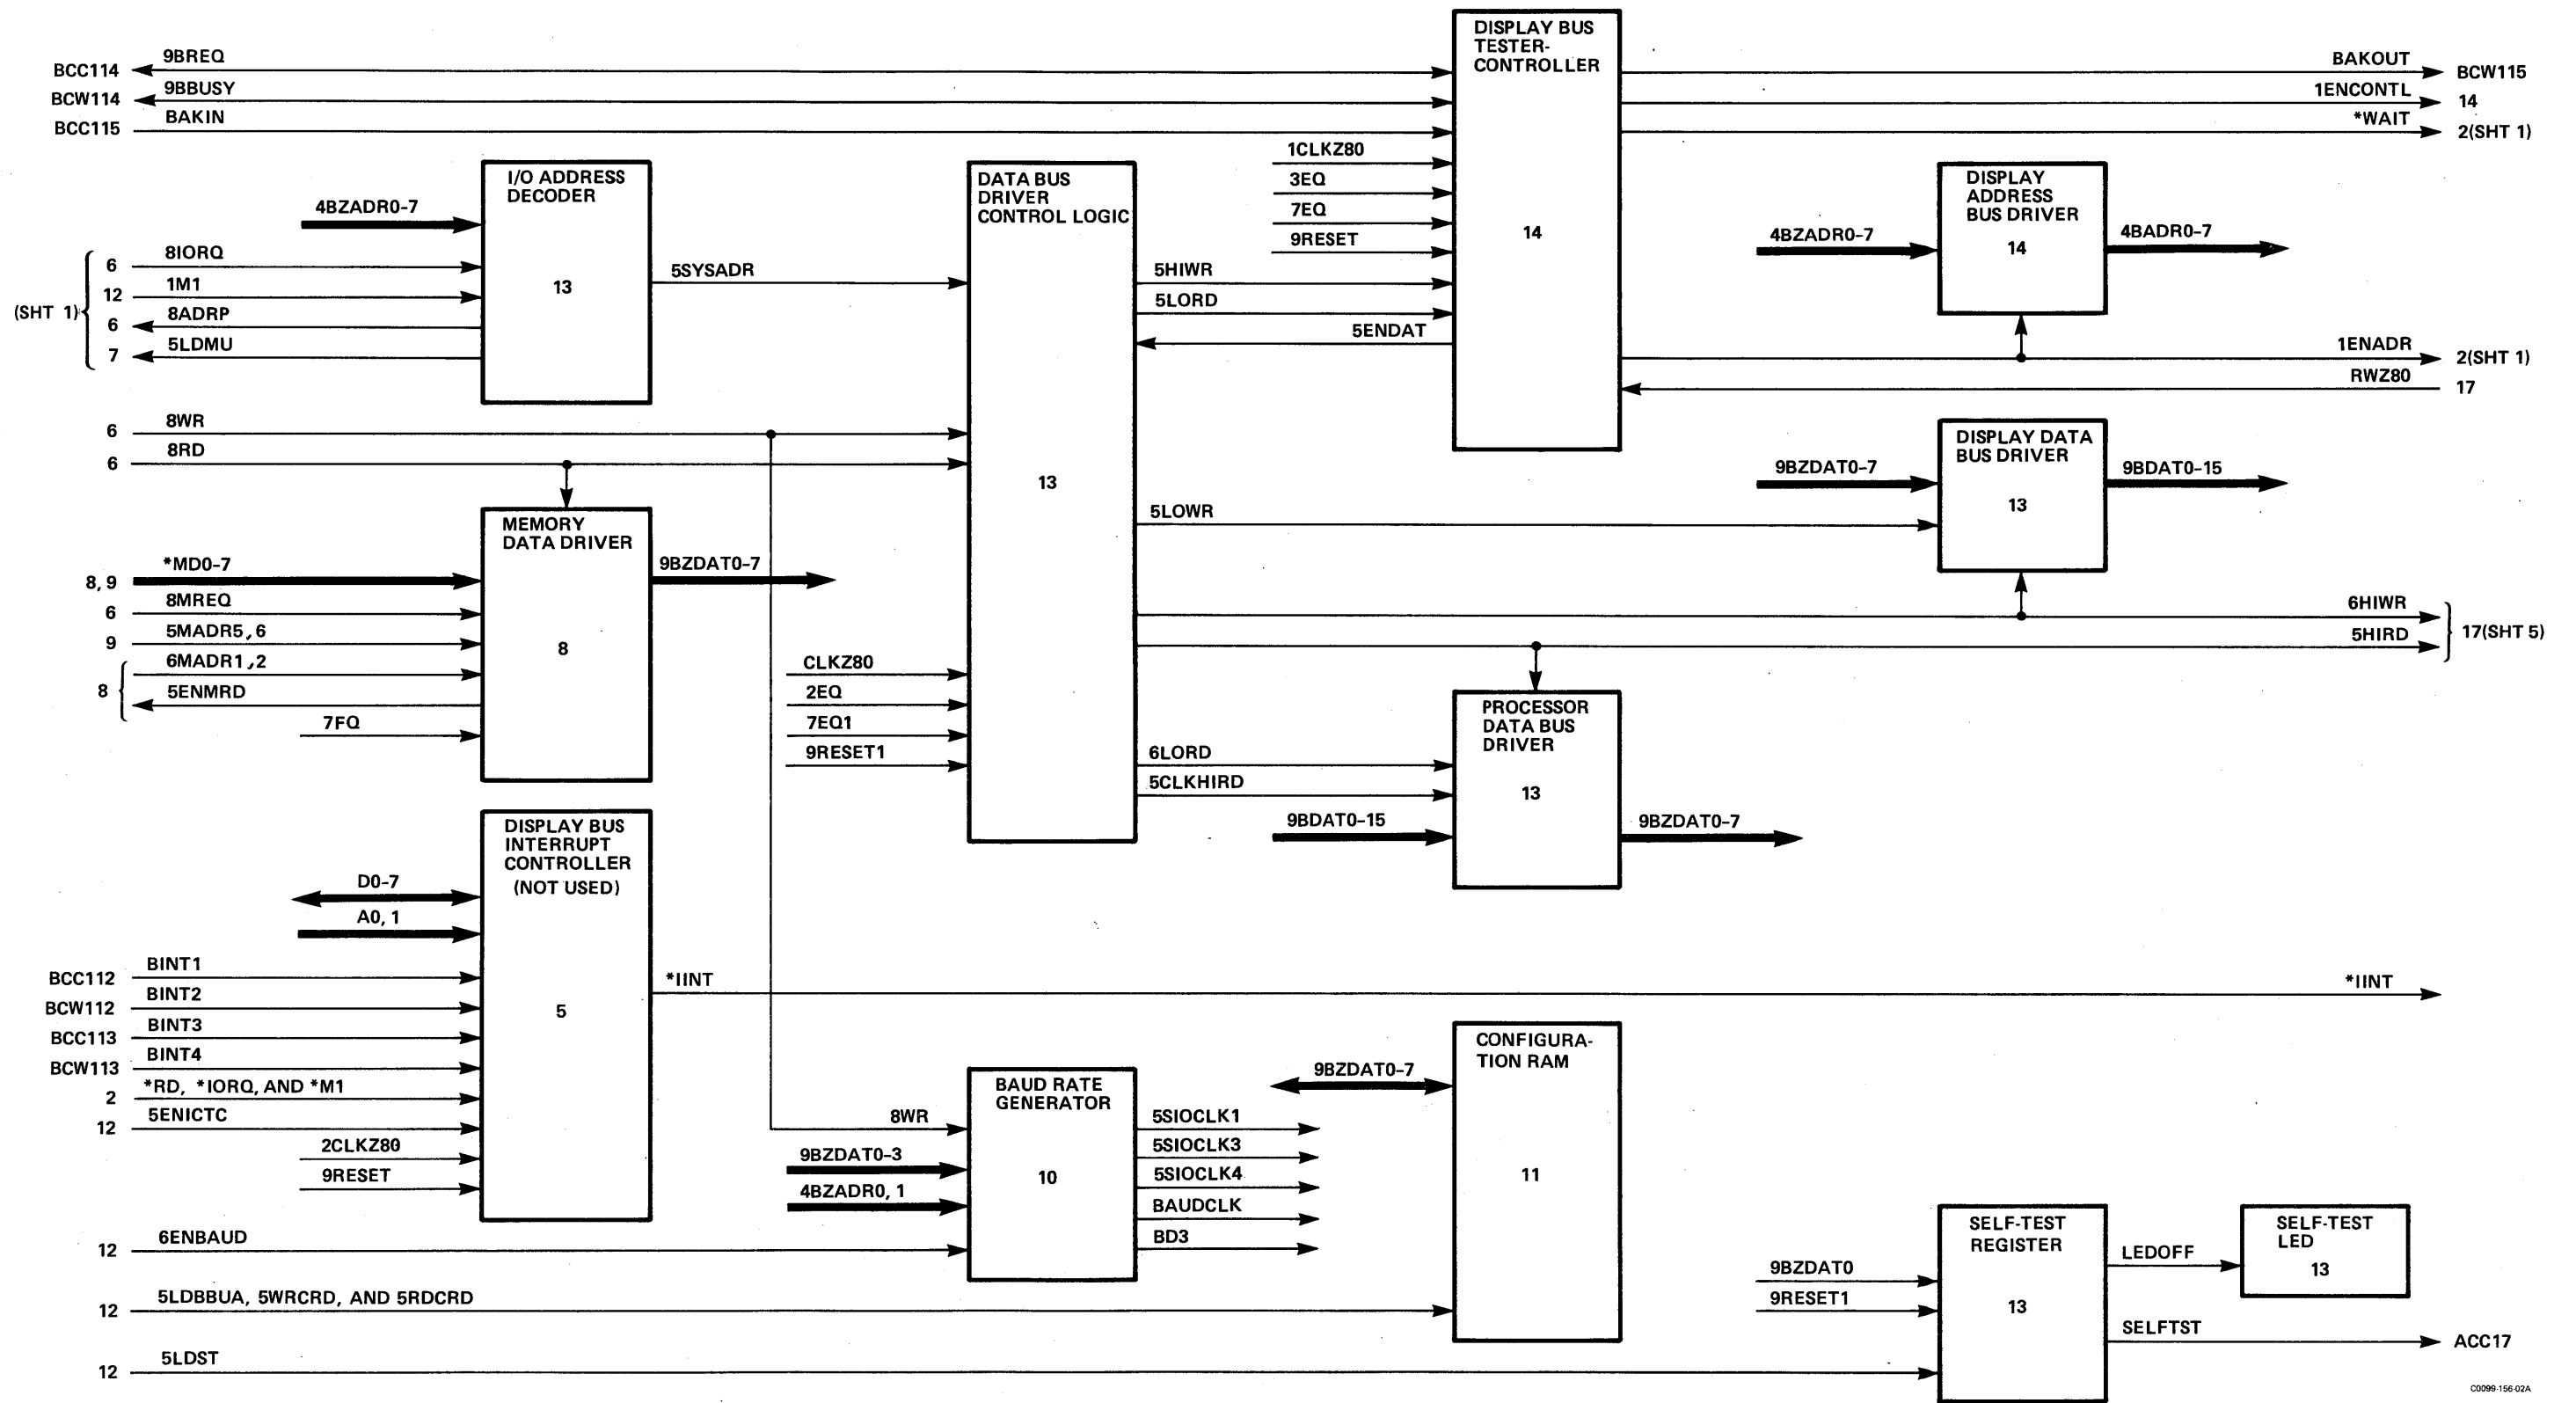 BCC114
9BREQ
BCW114
9BBUSY
BCC115
BAKIN
DISPLAY BUS
TESTER-
CONTROLLER
14
1CLKZ80
3EQ
7EQ
9RESET
BAKOUT
BCW115
1ENCONTL
14
*WAIT
2(SHT 1)
I/O ADDRESS
DECODER
13
4BZADR0-7
(SHT 1)
6
8IORQ
12
1M1
6
8ADRP
7
5LDMU
5SYSADR
DATA BUS
DRIVER
CONTROL LOGIC
13
5HIWR
5LORD
5ENDAT
DISPLAY
ADDRESS
BUS DRIVER
14
4BZADR0-7
4BADR0-7
1ENADR
2(SHT 1)
RWZ80
17
6
8WR
6
8RD
DISPLAY DATA
BUS DRIVER
13
9BZDAT0-7
9BDAT0-15
MEMORY
DATA DRIVER
8
8, 9
*MD0-7
6
8MREQ
9
5MADR5, 6
8
6MADR1, 2
5ENMRD
7FQ
9BZDAT0-7
5LOWR
6HIWR
5HIRD
17(SHT 5)
CLKZ80
2EQ
7EQ1
9RESET1
6LORD
5CLKHIRD
PROCESSOR
DATA BUS
DRIVER
13
9BDAT0-15
9BZDAT0-7
DISPLAY BUS
INTERRUPT
CONTROLLER
(NOT USED)
5
D0-7
A0, 1
BCC112
BINT1
BCW112
BINT2
BCC113
BINT3
BCW113
BINT4
2
*RD, *IORQ, AND *M1
12
5ENICTC
2CLKZ80
9RESET
*IINT
*IINT
BAUD RATE
GENERATOR
10
8WR
9BZDAT0-3
4BZADR0, 1
5SIOCLK1
5SIOCLK3
5SIOCLK4
BAUDCLK
BD3
CONFIGURA-
TION RAM
11
9BZDAT0-7
12
6ENBAUD
12
5LDBBUA, 5WRCRD, AND 5RDCRD
12
5LDST
SELF-TEST
REGISTER
13
9BZDAT0
9RESET1
LEDOFF
SELF-TEST
LED
13
SELFTST
ACC17
C0099-156-02A